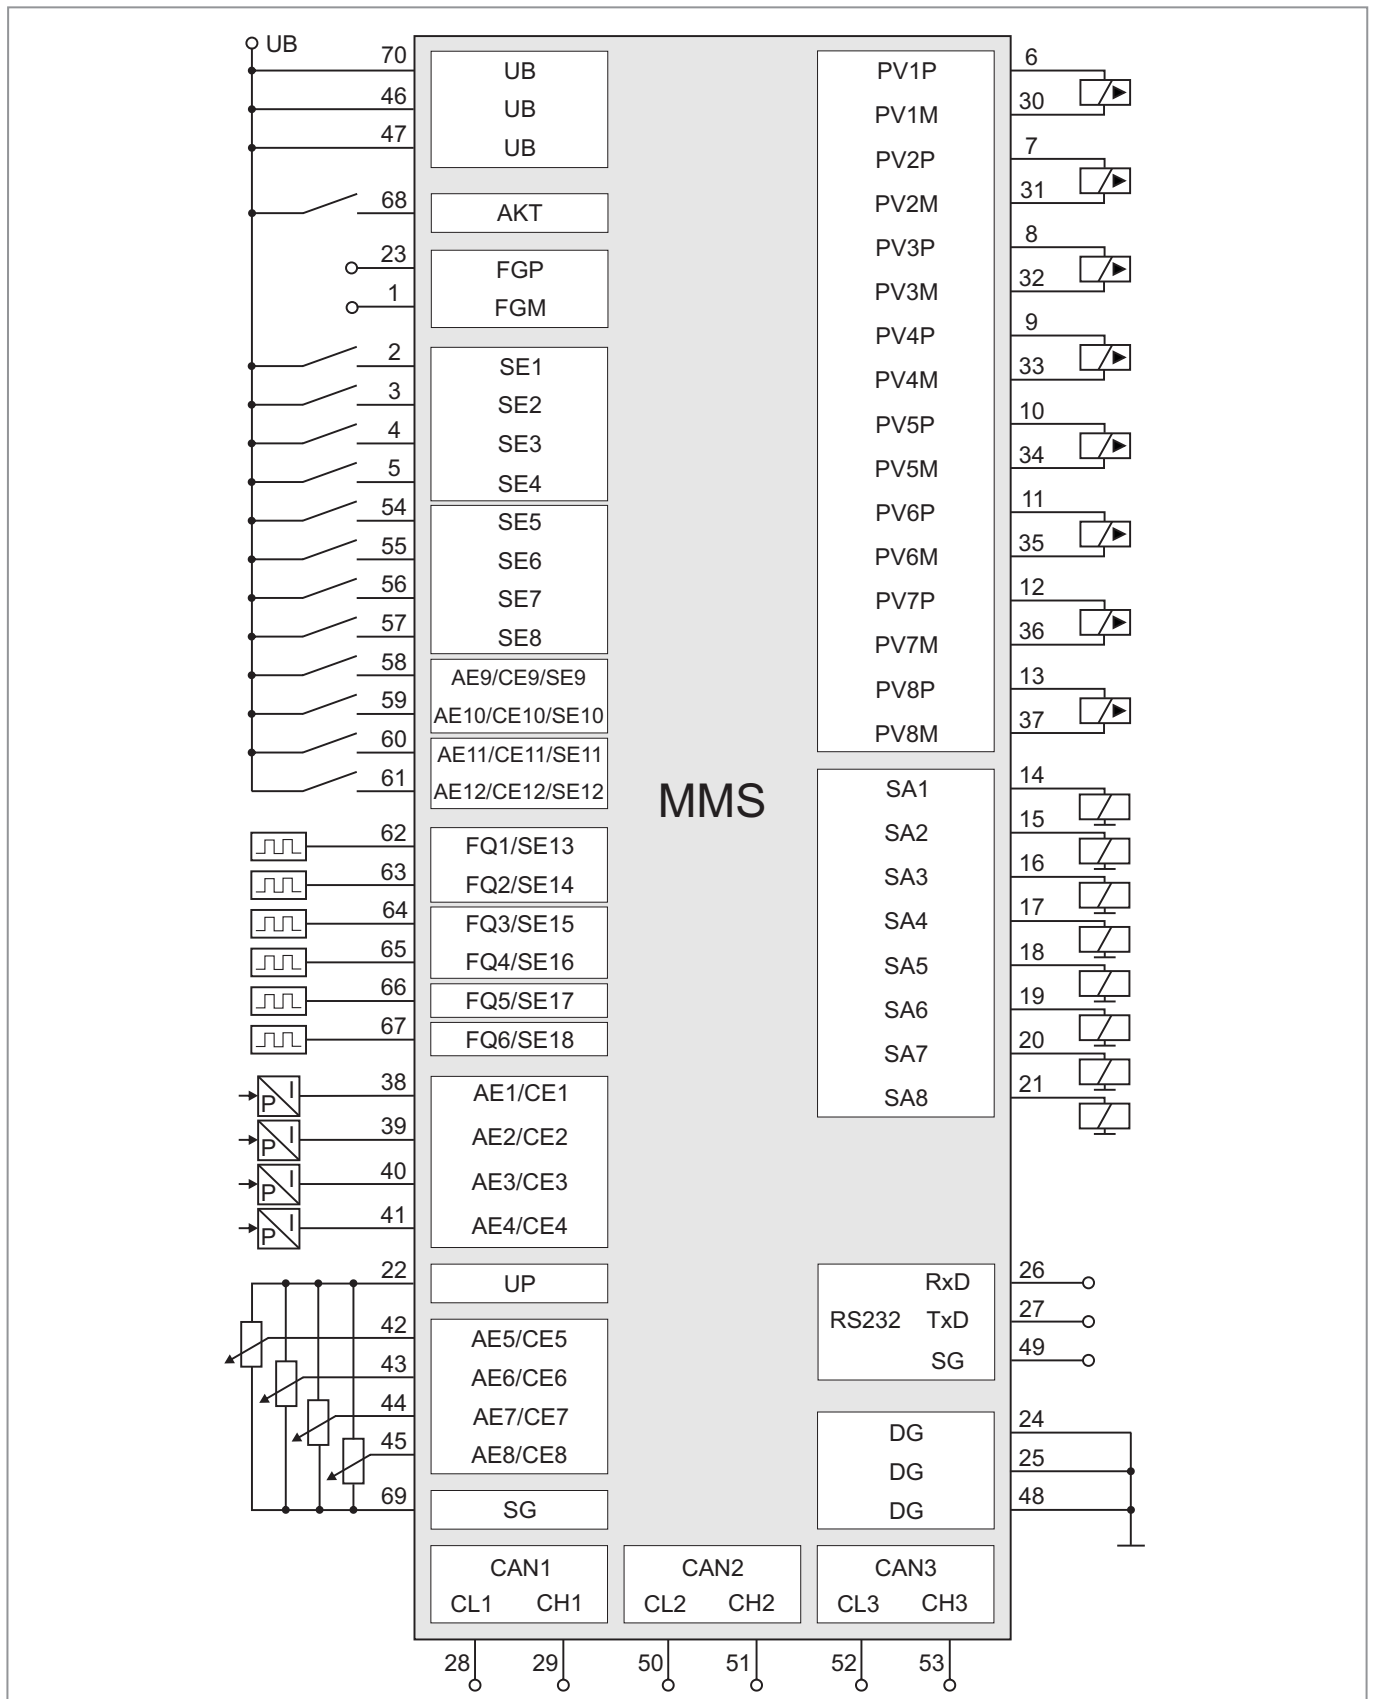 UB
70 UB
46 UB
47 UB
68 AKT
23 FGP
1 FGM
2 SE1
3 SE2
4 SE3
5 SE4
54 SE5
55 SE6
56 SE7
57 SE8
58 AE9/CE9/SE9
59 AE10/CE10/SE10
60 AE11/CE11/SE11
61 AE12/CE12/SE12
62 FQ1/SE13
63 FQ2/SE14
64 FQ3/SE15
65 FQ4/SE16
66 FQ5/SE17
67 FQ6/SE18
P I 38 AE1/CE1
P I 39 AE2/CE2
P I 40 AE3/CE3
P I 41 AE4/CE4
22 UP
42 AE5/CE5
43 AE6/CE6
44 AE7/CE7
45 AE8/CE8
69 SG
MMS
PV1P 6
PV1M 30
PV2P 7
PV2M 31
PV3P 8
PV3M 32
PV4P 9
PV4M 33
PV5P 10
PV5M 34
PV6P 11
PV6M 35
PV7P 12
PV7M 36
PV8P 13
PV8M 37
SA1 14
SA2 15
SA3 16
SA4 17
SA5 18
SA6 19
SA7 20
SA8 21
RxD 26
RS232 TxD 27
SG 49
DG 24
DG 25
DG 48
CAN1 CAN2 CAN3
CL1 CH1 CL2 CH2 CL3 CH3
28 29 50 51 52 53